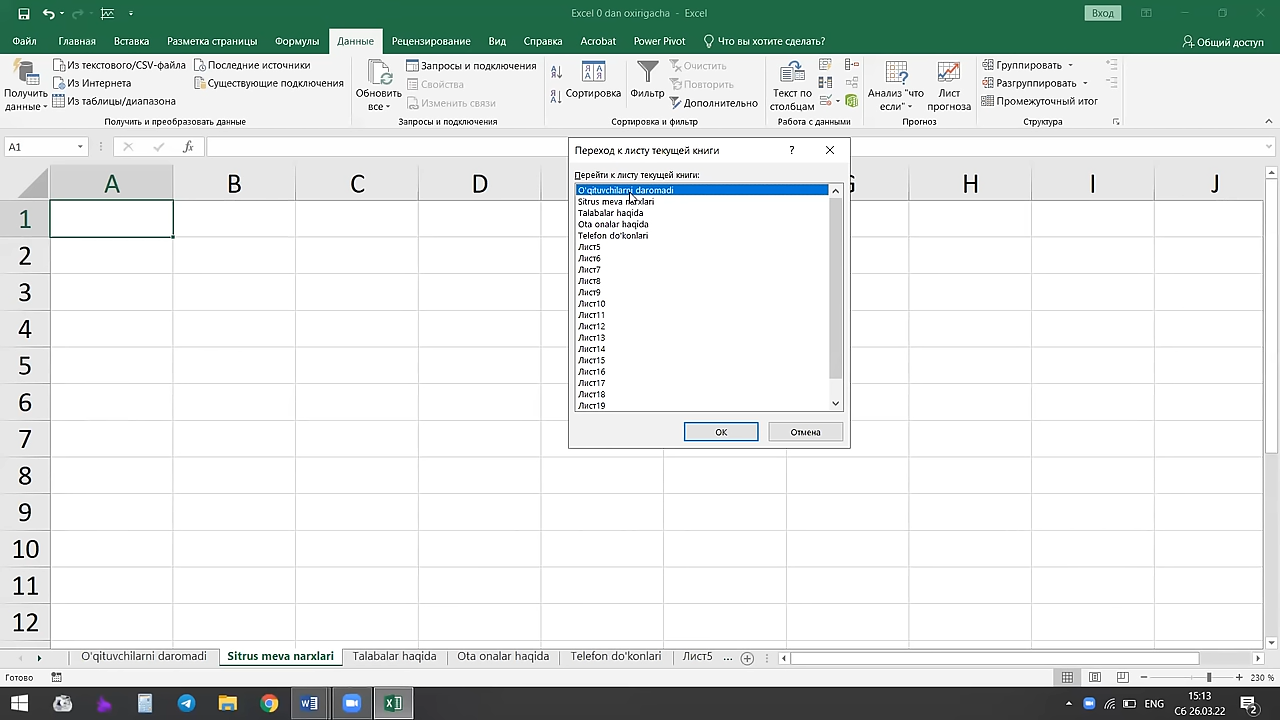 Excel 0 dan oxirigacha - Excel
Вход
Файл Главная Вставка Разметка страницы Формулы Данные Рецензирование Вид Справка Acrobat Power Pivot Что вы хотите сделать? Общий доступ
Получить данные
Из текстового/CSV-файла
Из Интернета
Из таблицы/диапазона
Последние источники
Существующие подключения
Получить и преобразовать данные
Обновить все
Запросы и подключения
Свойства
Изменить связи
Запросы и подключения
Сортировка
Фильтр
Очистить
Повторить
Дополнительно
Сортировка и фильтр
Текст по столбцам
Работа с данными
Анализ "что если"
Лист прогноза
Прогноз
Группировать
Разгруппировать
Промежуточный итог
Структура
A1
fx
Переход к листу текущей книги ?
Перейти к листу текущей книги:
O'qituvchilarni daromadi
Sitrus meva narxlari
Talabalar haqida
Ota onalar haqida
Telefon do'konlari
Лист5
Лист6
Лист7
Лист8
Лист9
Лист10
Лист11
Лист12
Лист13
Лист14
Лист15
Лист16
Лист17
Лист18
Лист19
ОК Отмена
A B C D G H I J
1
2
3
4
5
6
7
8
9
10
11
12
O'qituvchilarni daromadi Sitrus meva narxlari Talabalar haqida Ota onalar haqida Telefon do'konlari Лист5 ...
Готово
230 %
ENG
15:13
Сб 26.03.22
2